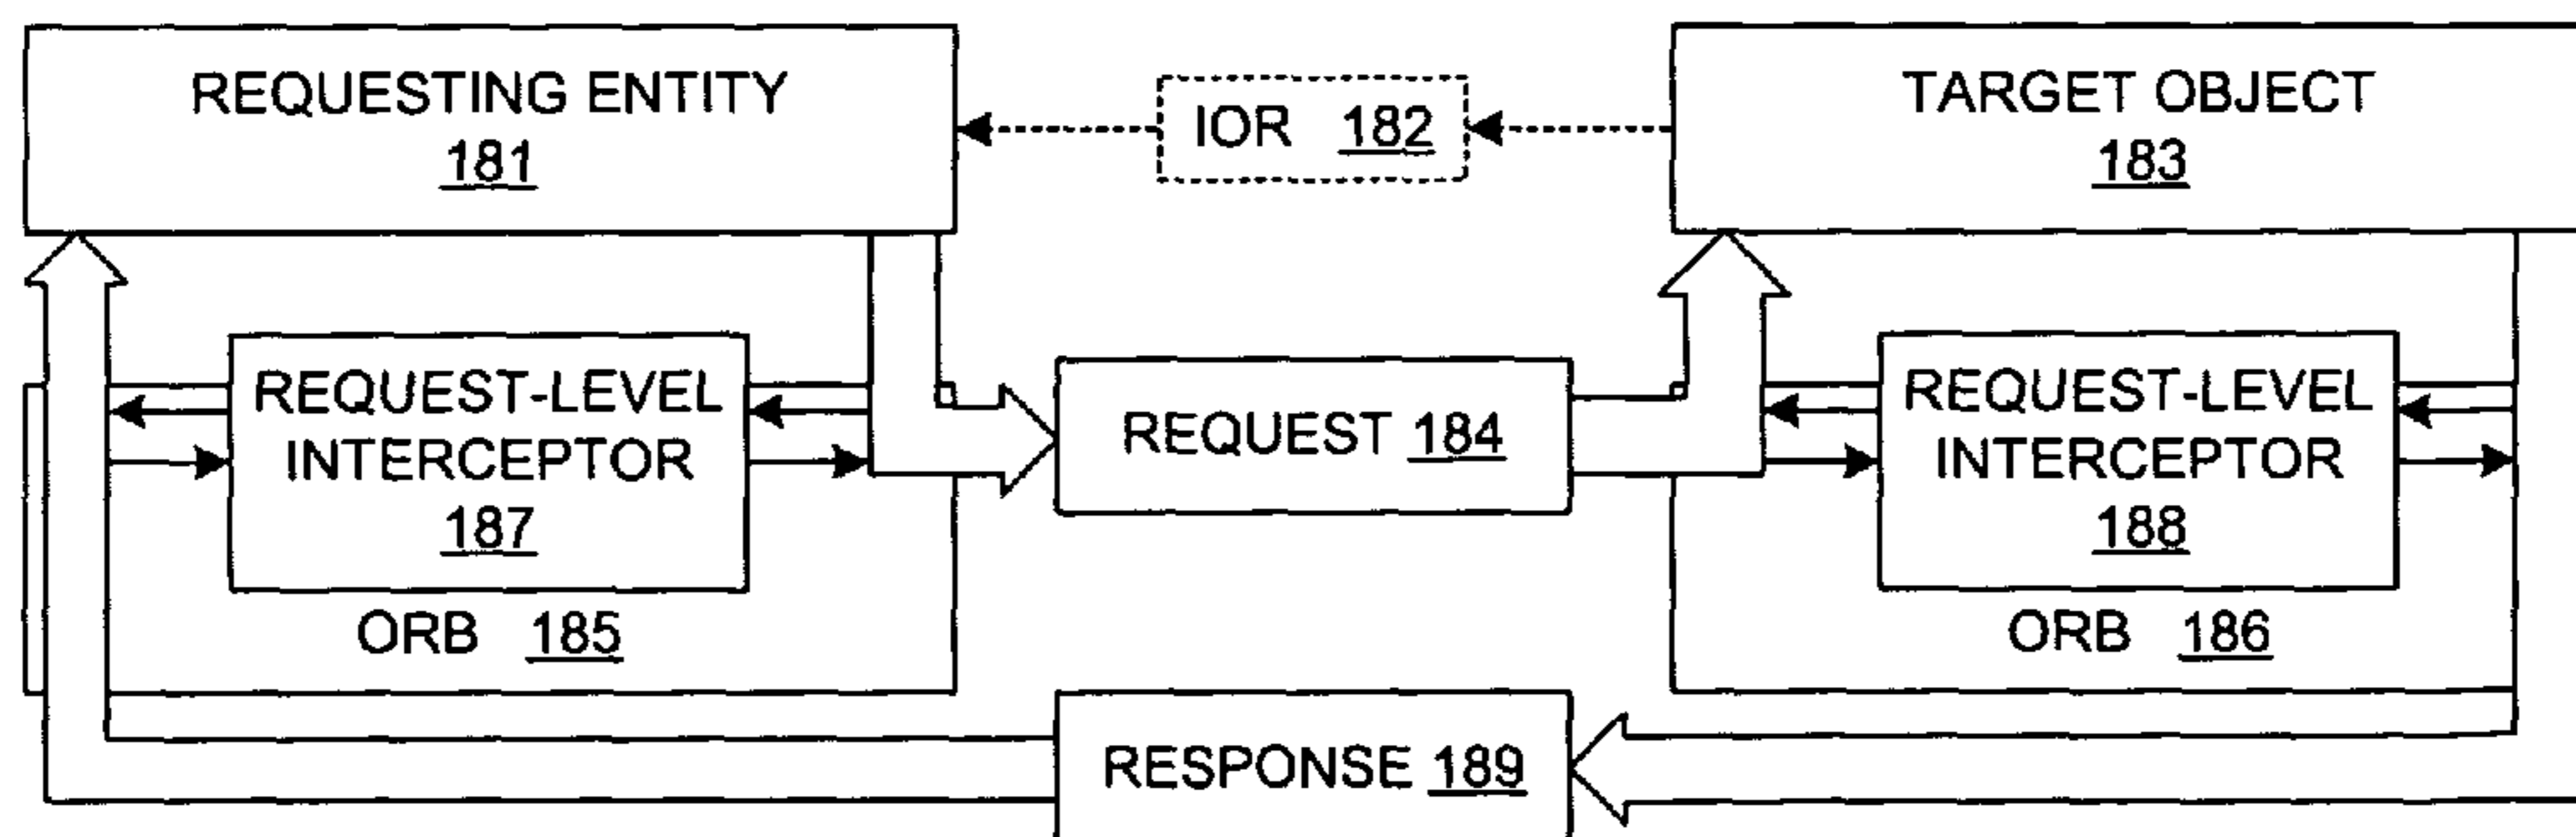 REQUESTING ENTITY
181
IOR 182
TARGET OBJECT
183
REQUEST-LEVEL
INTERCEPTOR
187
ORB 185
REQUEST 184
REQUEST-LEVEL
INTERCEPTOR
188
ORB 186
RESPONSE 189